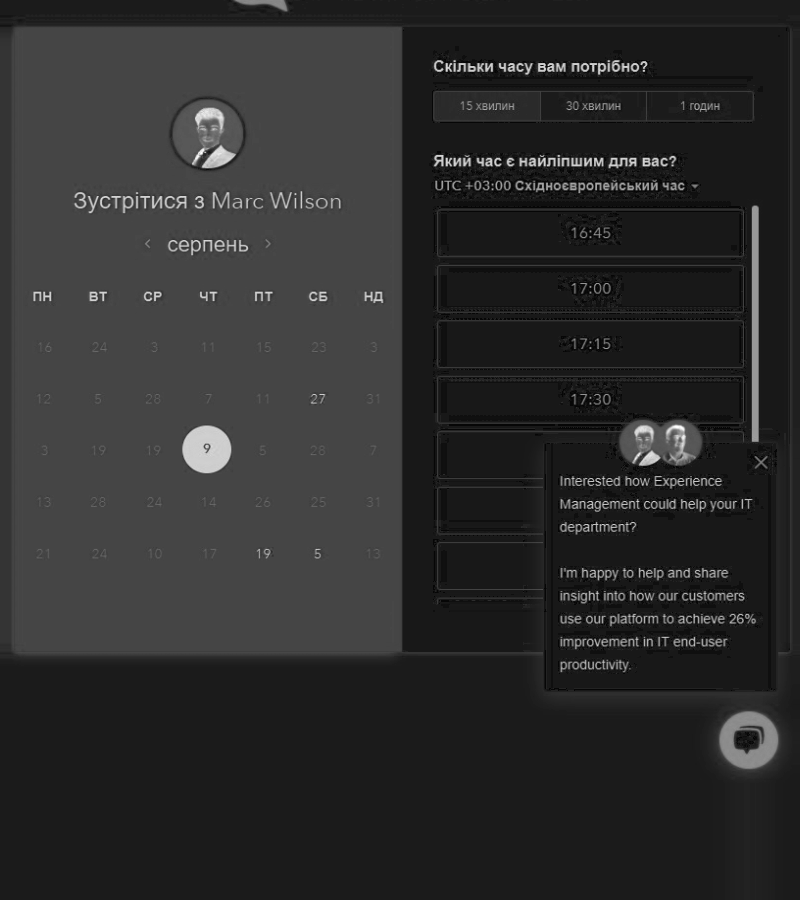 Зустрітися з Marc Wilson
серпень
ПН ВТ СР ЧТ ПТ СБ НД
16 24 3 11 15 23 3
12 5 28 7 11 27 31
3 19 19 9 5 28 7
13 28 24 14 26 25 31
21 24 10 17 19 5 13
Скільки часу вам потрібно?
15 хвилин 30 хвилин 1 годин
Який час є найліпшим для вас?
UTC +03:00 Східноєвропейський час
16:45
17:00
17:15
17:30
Interested how Experience
Management could help your IT
department?
I'm happy to help and share
insight into how our customers
use our platform to achieve 26%
improvement in IT end-user
productivity.